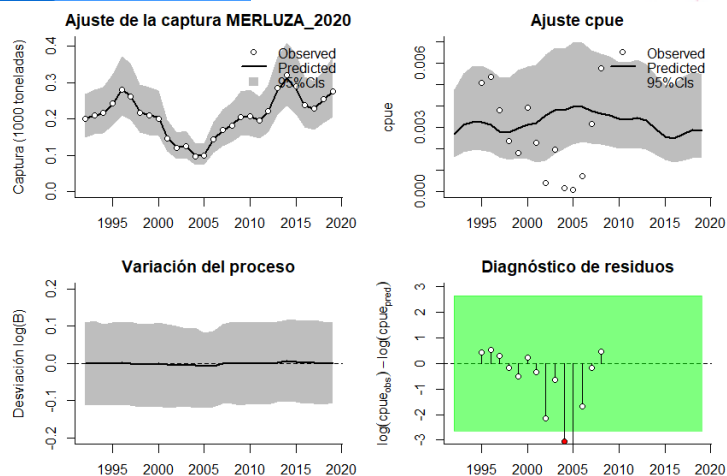 Ajuste de la captura MERLUZA_2020
Captura (1000 toneladas)
0.0 0.1 0.2 0.3 0.4
Observed
Predicted
95%CIs
1995 2000 2005 2010 2015 2020
Ajuste cpue
cpue
0.000 0.003 0.006
Observed
Predicted
95%CIs
1995 2000 2005 2010 2015 2020
Variación del proceso
Desviación log(B)
-0.2 -0.1 0.0 0.1 0.2
1995 2000 2005 2010 2015 2020
Diagnóstico de residuos
log(cpue_obs) − log(cpue_pred)
-3 -2 -1 0 1 2 3
1995 2000 2005 2010 2015 2020